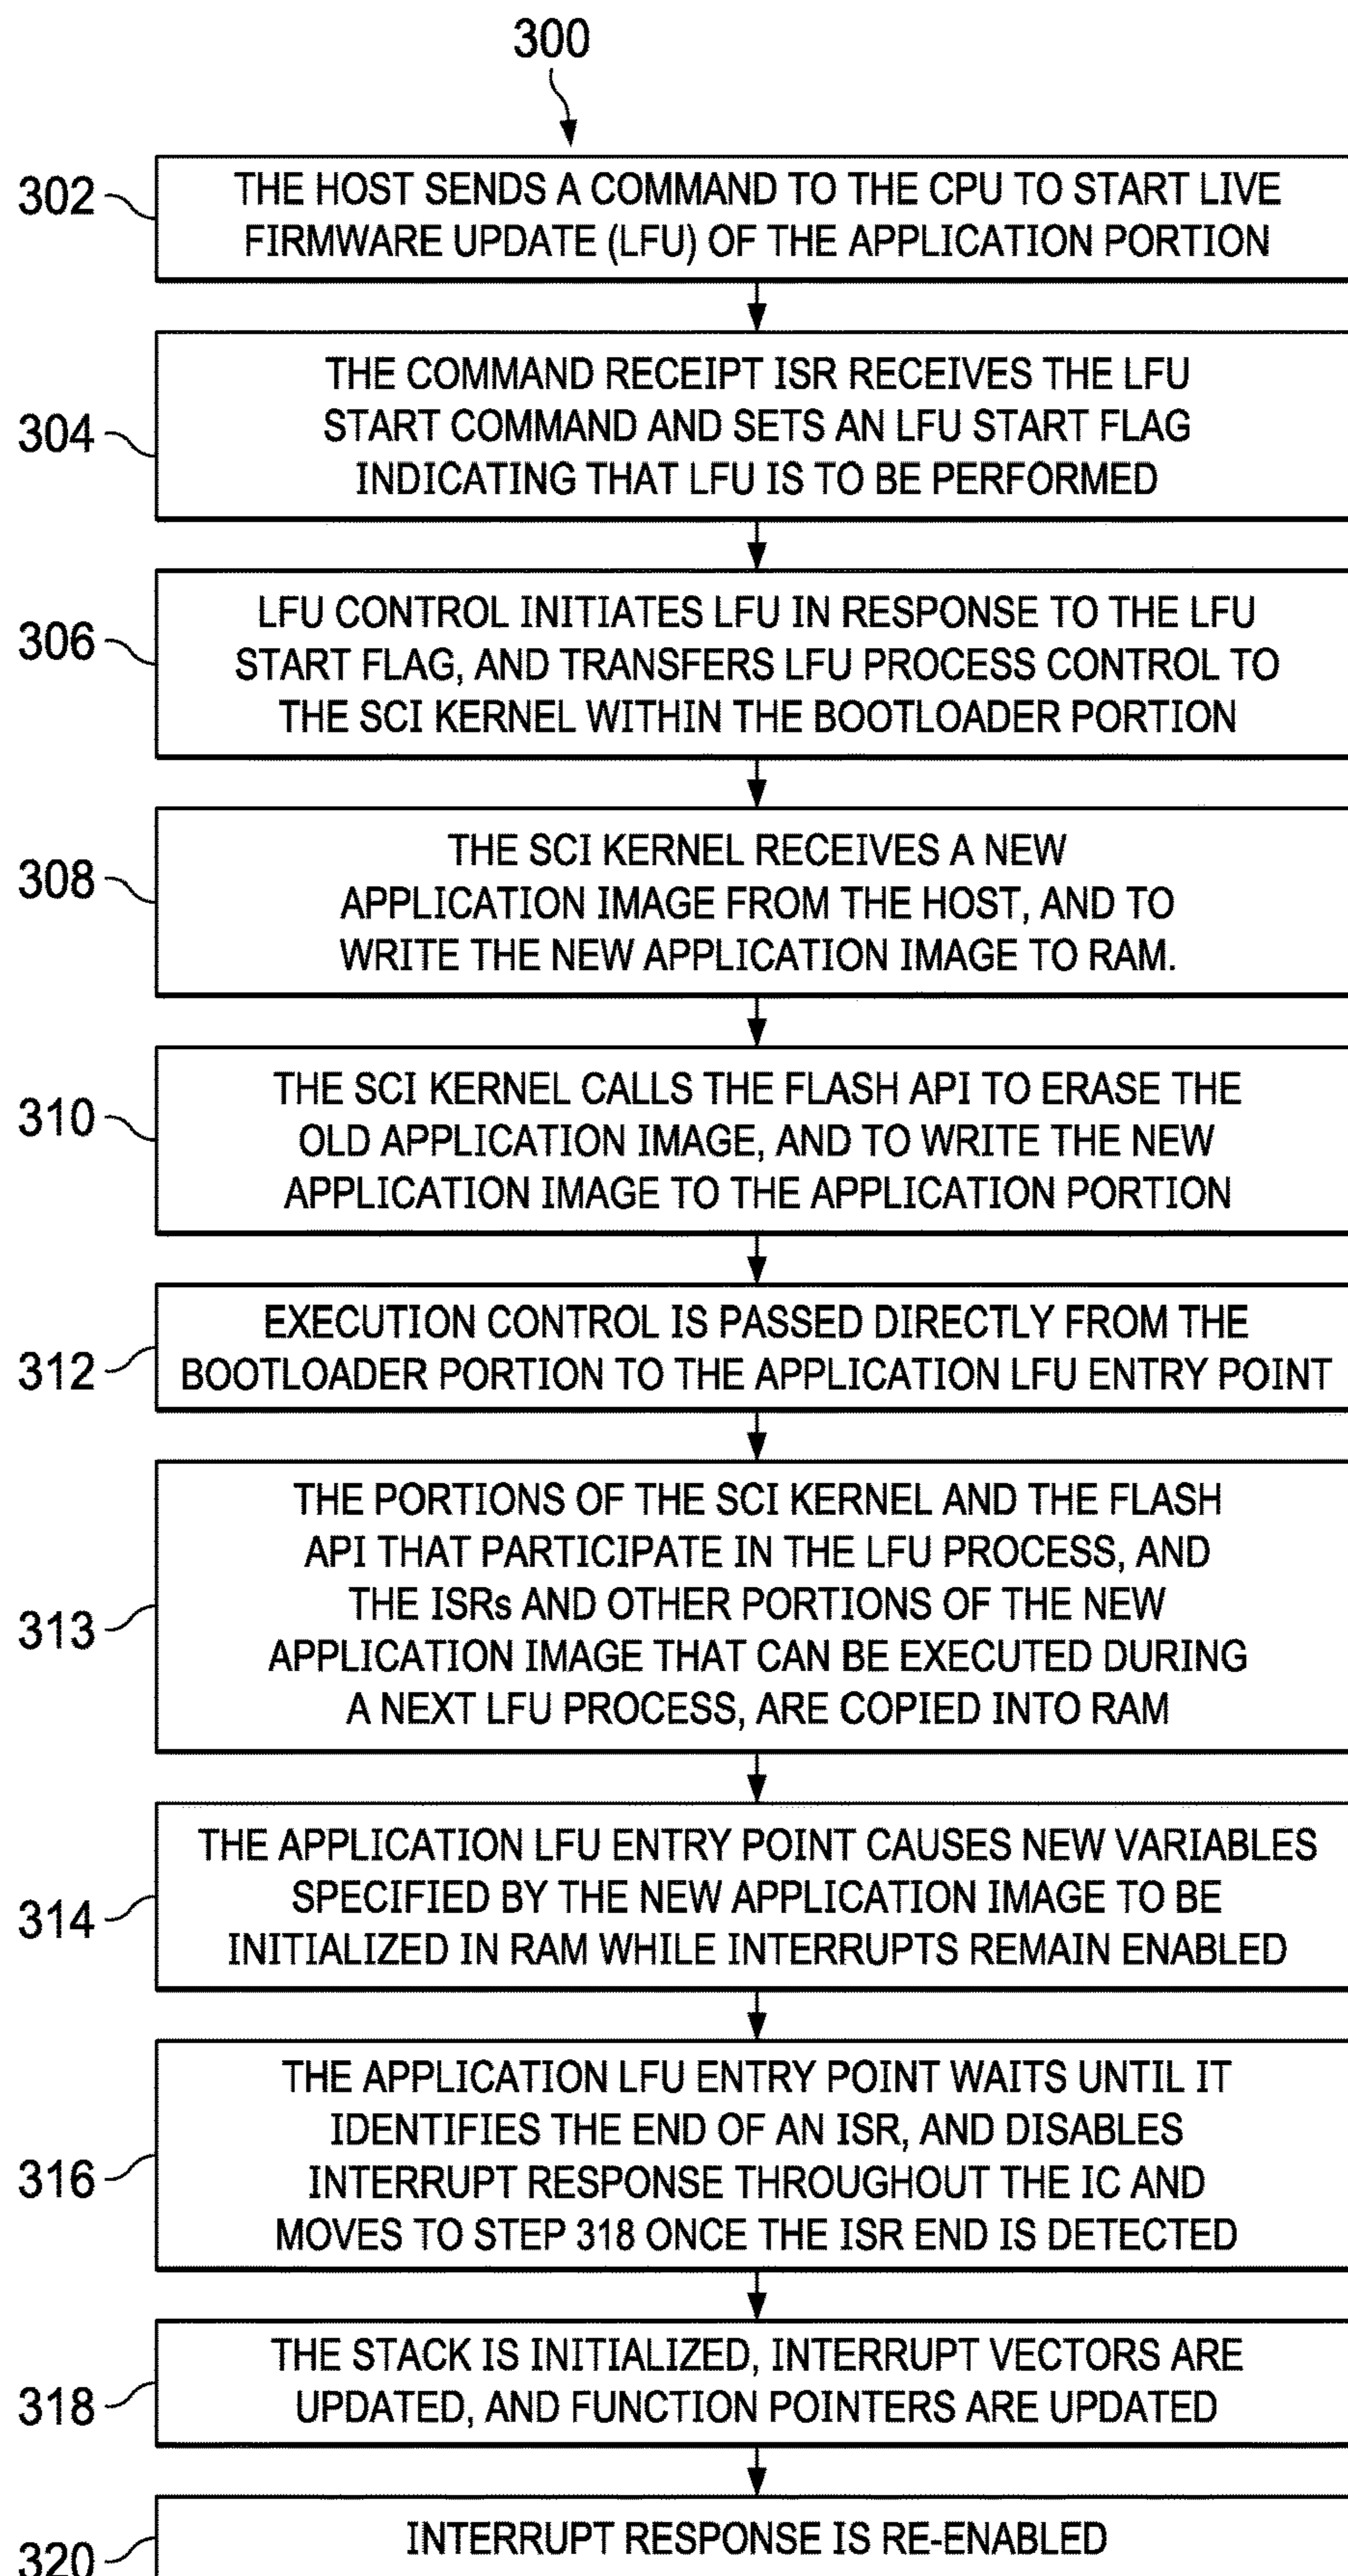 300
302
THE HOST SENDS A COMMAND TO THE CPU TO START LIVE
FIRMWARE UPDATE (LFU) OF THE APPLICATION PORTION
304
THE COMMAND RECEIPT ISR RECEIVES THE LFU
START COMMAND AND SETS AN LFU START FLAG
INDICATING THAT LFU IS TO BE PERFORMED
306
LFU CONTROL INITIATES LFU IN RESPONSE TO THE LFU
START FLAG, AND TRANSFERS LFU PROCESS CONTROL TO
THE SCI KERNEL WITHIN THE BOOTLOADER PORTION
308
THE SCI KERNEL RECEIVES A NEW
APPLICATION IMAGE FROM THE HOST, AND TO
WRITE THE NEW APPLICATION IMAGE TO RAM.
310
THE SCI KERNEL CALLS THE FLASH API TO ERASE THE
OLD APPLICATION IMAGE, AND TO WRITE THE NEW
APPLICATION IMAGE TO THE APPLICATION PORTION
312
EXECUTION CONTROL IS PASSED DIRECTLY FROM THE
BOOTLOADER PORTION TO THE APPLICATION LFU ENTRY POINT
313
THE PORTIONS OF THE SCI KERNEL AND THE FLASH
API THAT PARTICIPATE IN THE LFU PROCESS, AND
THE ISRs AND OTHER PORTIONS OF THE NEW
APPLICATION IMAGE THAT CAN BE EXECUTED DURING
A NEXT LFU PROCESS, ARE COPIED INTO RAM
314
THE APPLICATION LFU ENTRY POINT CAUSES NEW VARIABLES
SPECIFIED BY THE NEW APPLICATION IMAGE TO BE
INITIALIZED IN RAM WHILE INTERRUPTS REMAIN ENABLED
316
THE APPLICATION LFU ENTRY POINT WAITS UNTIL IT
IDENTIFIES THE END OF AN ISR, AND DISABLES
INTERRUPT RESPONSE THROUGHOUT THE IC AND
MOVES TO STEP 318 ONCE THE ISR END IS DETECTED
318
THE STACK IS INITIALIZED, INTERRUPT VECTORS ARE
UPDATED, AND FUNCTION POINTERS ARE UPDATED
320
INTERRUPT RESPONSE IS RE-ENABLED